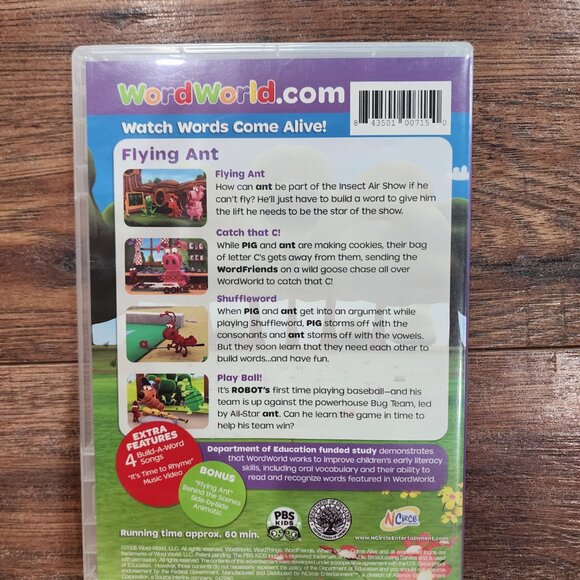 WordWorld.com
8 43501 00715 0
Watch Words Come Alive!
Flying Ant
Flying Ant
How can ant be part of the Insect Air Show if he
can't fly? He'll just have to build a word to give him
the lift he needs to be the star of the show.
Catch that C!
While PIG and ant are making cookies, their bag
of letter C's gets away from them, sending the
WordFriends on a wild goose chase all over
WordWorld to catch that C!
Shuffleword
When PIG and ant get into an argument while
playing Shuffleword, PIG storms off with the
consonants and ant storms off with the vowels.
But they soon learn that they need each other to
build words...and have fun.
Play Ball!
It's ROBOT's first time playing baseball—and his
team is up against the powerhouse Bug Team, led
by All-Star ant. Can he learn the game in time to
help his team win?
EXTRA
FEATURES
4 Build-A-Word
Songs
"It's Time to Rhyme"
Music Video
BONUS
"Flying Ant"
Behind the Scenes
Side-by-Side
Animatic
Department of Education funded study demonstrates
that WordWorld works to improve children's early literacy
skills, including oral vocabulary and their ability to
read and recognize words featured in WordWorld.
Running time approx. 60 min.
PBS
KIDS
NCircle
NCircleEntertainment.com